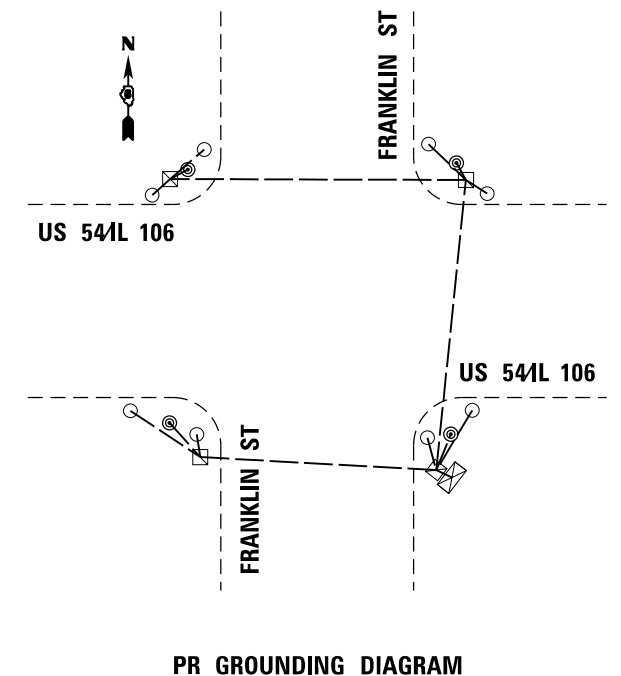 N
FRANKLIN ST
US 54/IL 106
US 54/IL 106
FRANKLIN ST
PR GROUNDING DIAGRAM